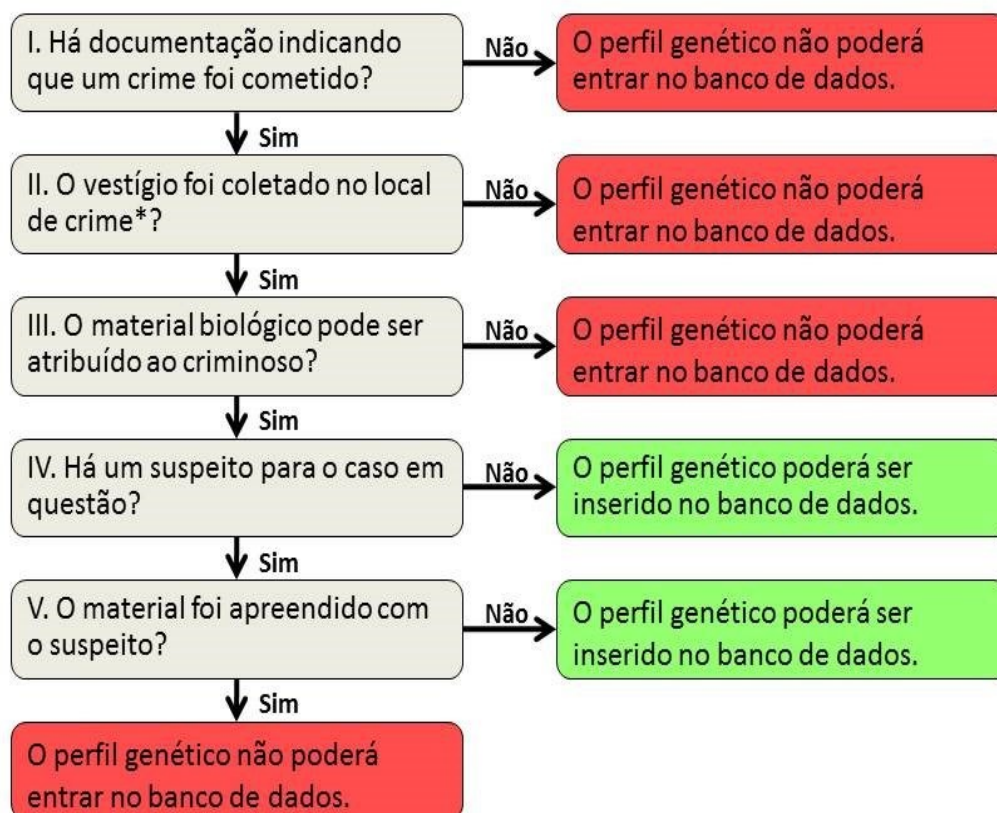 I. Há documentação indicando
que um crime foi cometido?
Não
O perfil genético não poderá
entrar no banco de dados.
Sim
II. O vestígio foi coletado no local
de crime*?
Não
O perfil genético não poderá
entrar no banco de dados.
Sim
III. O material biológico pode ser
atribuído ao criminoso?
Não
O perfil genético não poderá
entrar no banco de dados.
Sim
IV. Há um suspeito para o caso em
questão?
Não
O perfil genético poderá ser
inserido no banco de dados.
Sim
V. O material foi apreendido com
o suspeito?
Não
O perfil genético poderá ser
inserido no banco de dados.
Sim
O perfil genético não poderá
entrar no banco de dados.